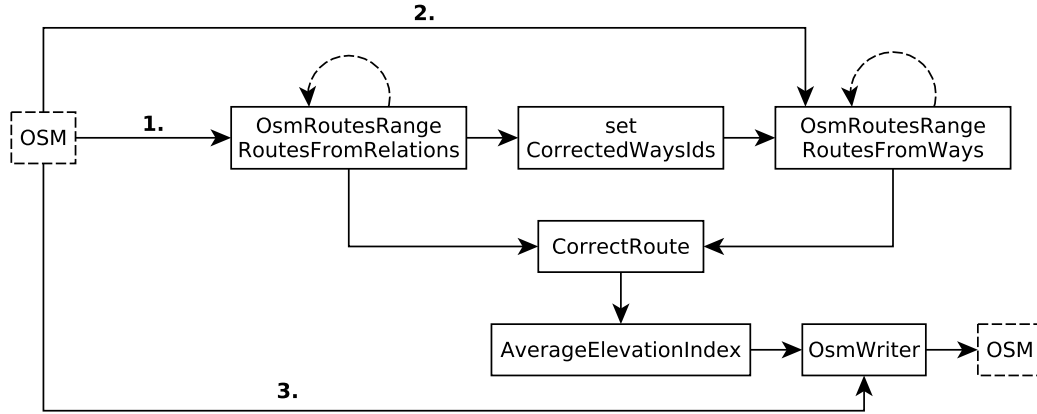 2.
OSM
1.
OsmRoutesRange
RoutesFromRelations
set
CorrectedWaysIds
OsmRoutesRange
RoutesFromWays
CorrectRoute
AverageElevationIndex
OsmWriter
OSM
3.